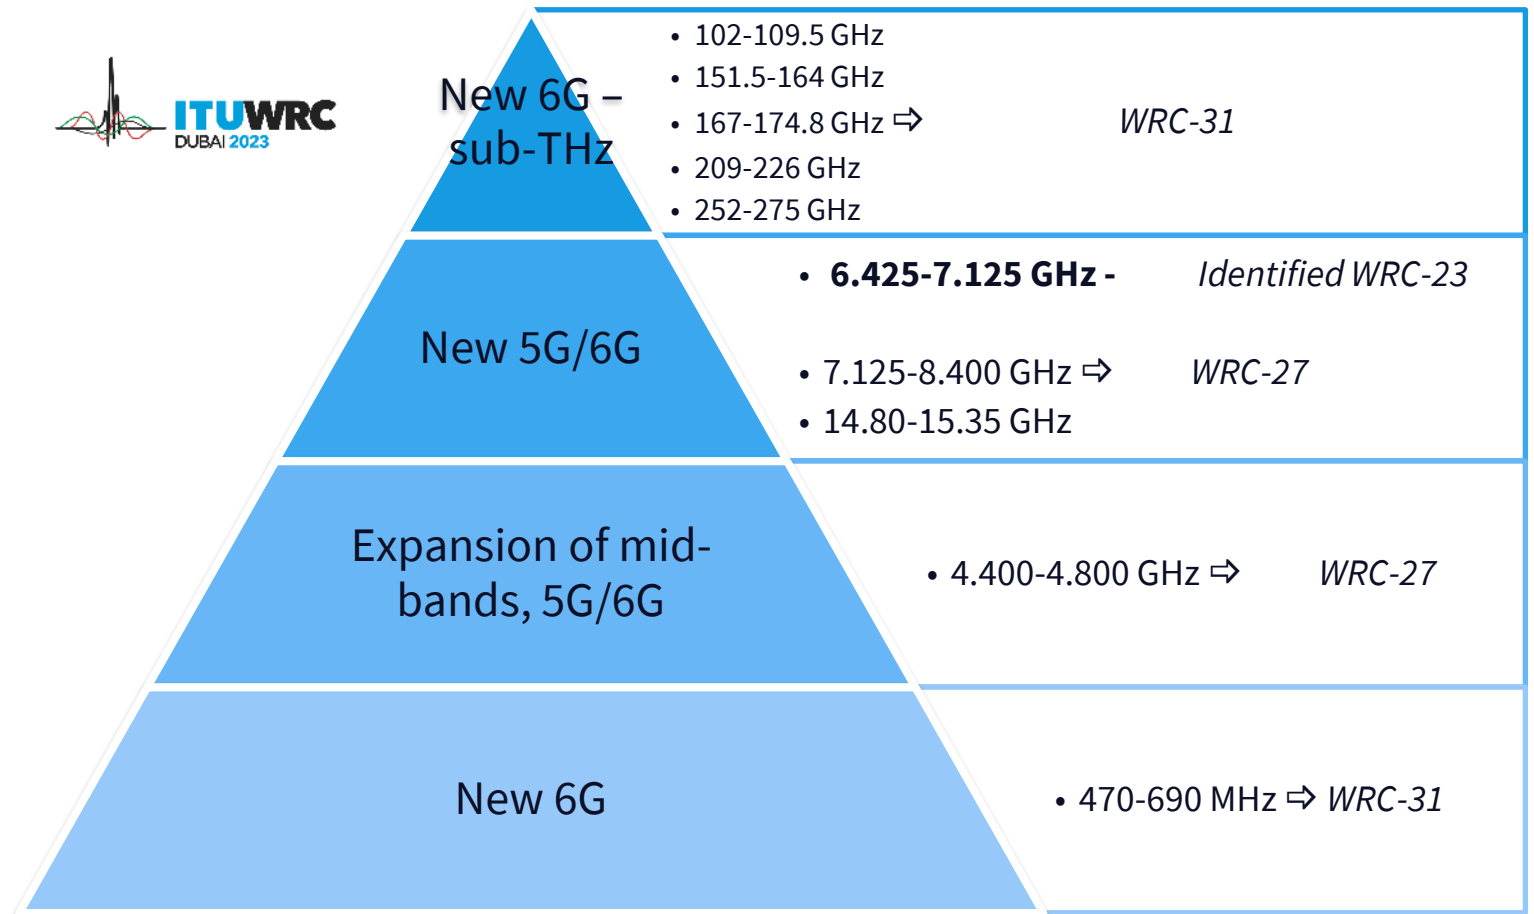 ITUWRC
DUBAI 2023
New 6G –
sub-THz
• 102-109.5 GHz
• 151.5-164 GHz
• 167-174.8 GHz ⇨ WRC-31
• 209-226 GHz
• 252-275 GHz
New 5G/6G
• 6.425-7.125 GHz - Identified WRC-23
• 7.125-8.400 GHz ⇨ WRC-27
• 14.80-15.35 GHz
Expansion of mid-
bands, 5G/6G
• 4.400-4.800 GHz ⇨ WRC-27
New 6G
• 470-690 MHz ⇨ WRC-31